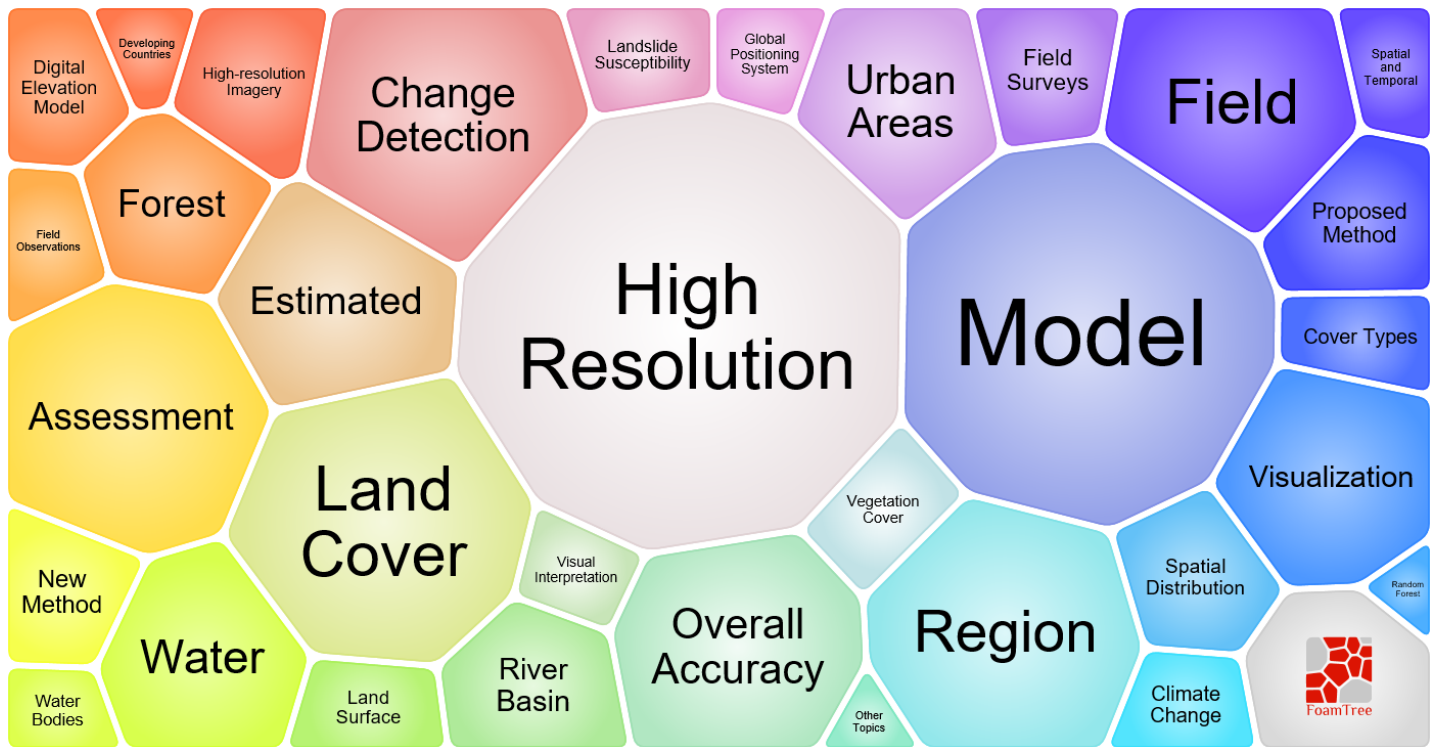 Digital
Elevation
Model
Developing
Countries
High-resolution
Imagery
Change
Detection
Landslide
Susceptibility
Global
Positioning
System
Urban
Areas
Field
Surveys
Field
Spatial
and
Temporal
Field
Observations
Forest
Estimated
High
Resolution
Model
Proposed
Method
Cover Types
Assessment
Land
Cover
Vegetation
Cover
Visualization
New
Method
Water
Visual
Interpretation
Overall
Accuracy
Region
Spatial
Distribution
Random
Forest
Water
Bodies
Land
Surface
River
Basin
Other
Topics
Climate
Change
FoamTree